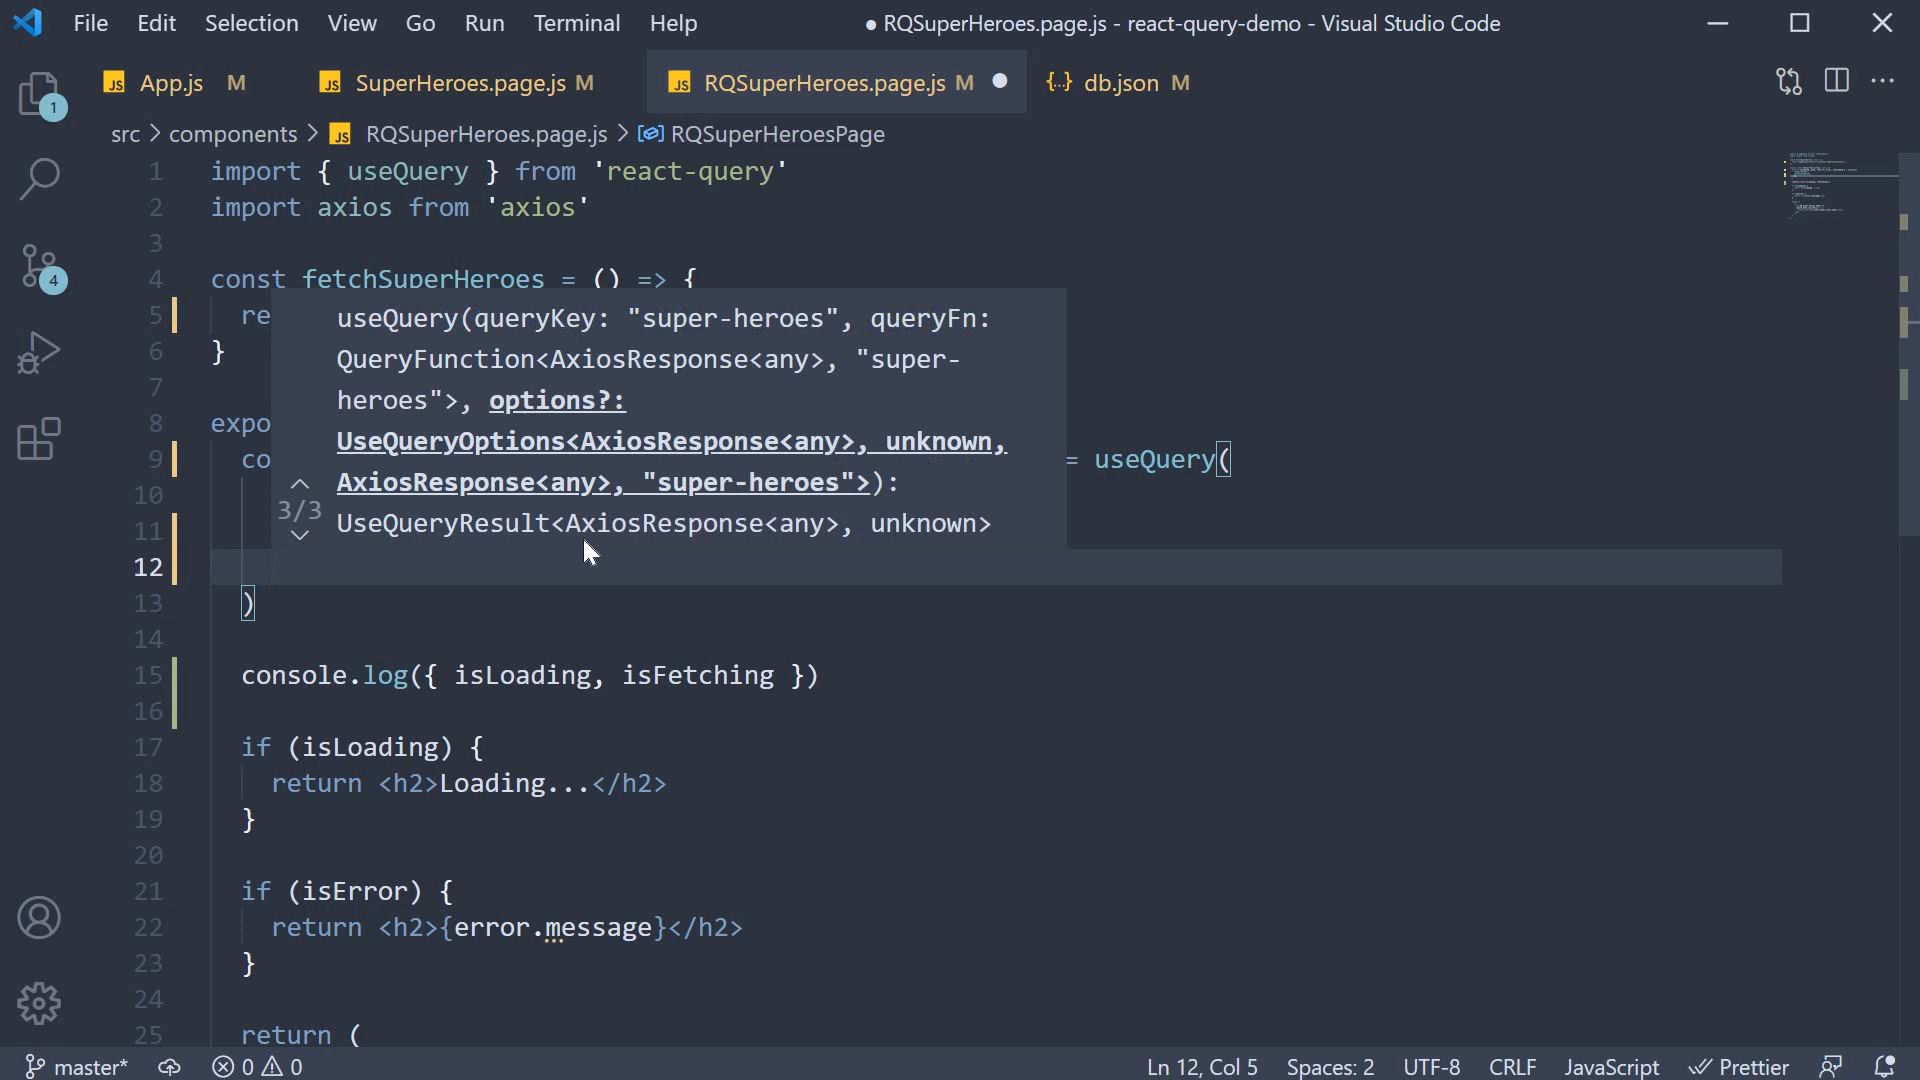 File Edit Selection View Go Run Terminal Help
● RQSuperHeroes.page.js - react-query-demo - Visual Studio Code
JS App.js M
JS SuperHeroes.page.js M
JS RQSuperHeroes.page.js M ●
{..} db.json M
src > components > JS RQSuperHeroes.page.js > RQSuperHeroesPage
1
4
1 import { useQuery } from 'react-query'
2 import axios from 'axios'
3
4 const fetchSuperHeroes = () => {
5 re
6 }
7
8 expo
9 co = useQuery(
10
11
12
13 )
14
15 console.log({ isLoading, isFetching })
16
17 if (isLoading) {
18 return <h2>Loading...</h2>
19 }
20
21 if (isError) {
22 return <h2>{error.message}</h2>
23 }
24
25 return (
useQuery(queryKey: "super-heroes", queryFn:
QueryFunction<AxiosResponse<any>, "super-
heroes">, options?:
UseQueryOptions<AxiosResponse<any>, unknown,
AxiosResponse<any>, "super-heroes">):
3/3 UseQueryResult<AxiosResponse<any>, unknown>
master* 0 0 Ln 12, Col 5 Spaces: 2 UTF-8 CRLF JavaScript Prettier